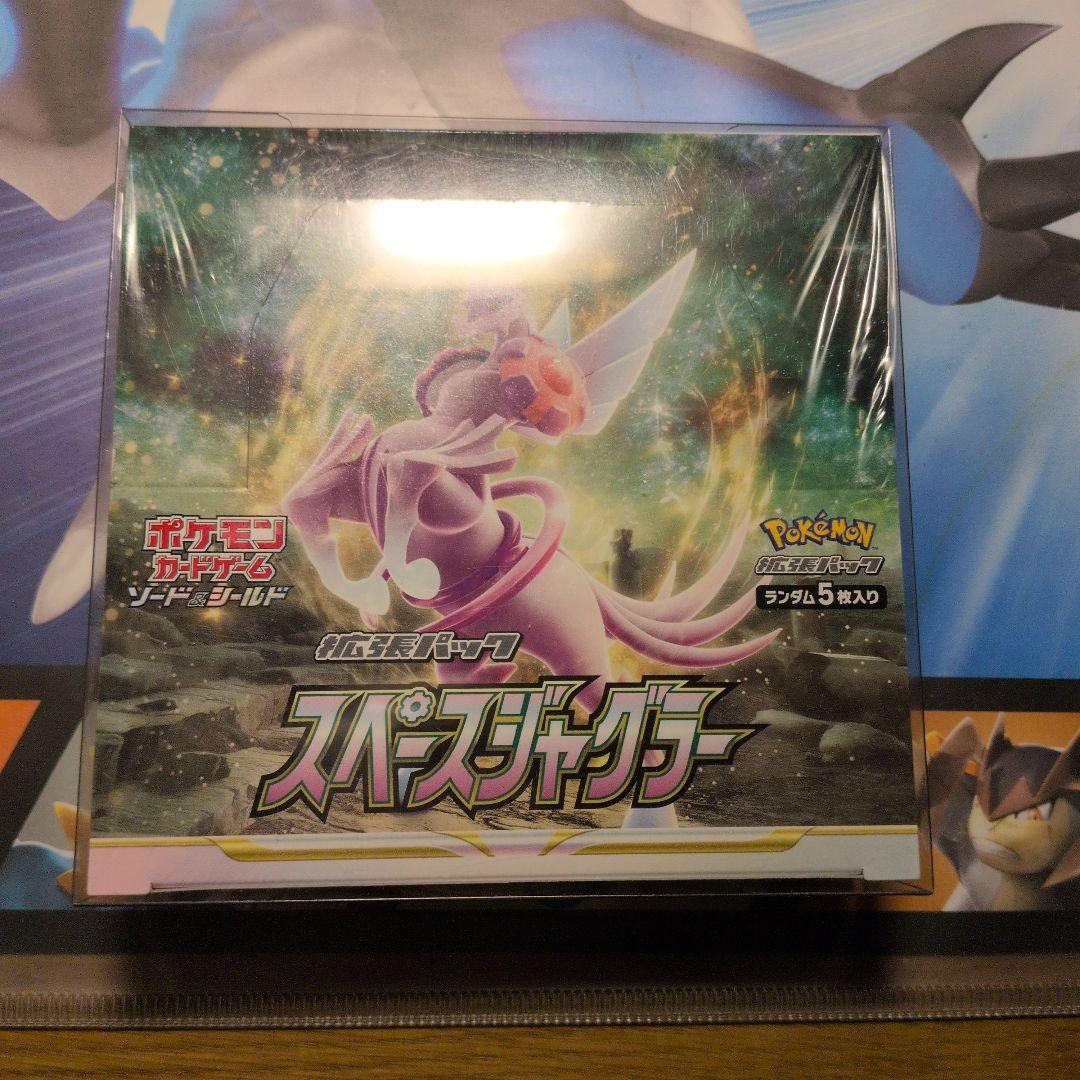 ポケモン
カードゲーム
ソード&シールド
Pokémon
拡張パック
ランダム5枚入り
拡張パック
スペースジャグラー